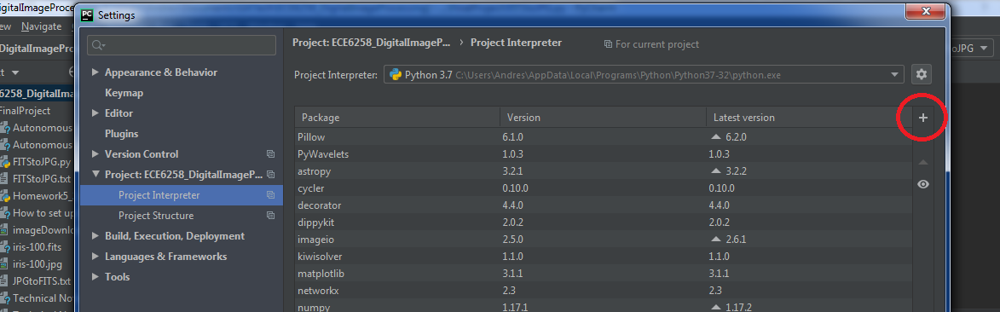 igitalImageProce
Settings
ew Navigate
DigitalImageProc
Project: ECE6258_DigitalImageP... › Project Interpreter For current project
oJPG
Project Interpreter: Python 3.7 C:\Users\Andres\AppData\Local\Programs\Python\Python37-32\python.exe
Appearance & Behavior
Keymap
Editor
Plugins
Version Control
Project: ECE6258_DigitalImageP...
Project Interpreter
Project Structure
Build, Execution, Deployment
Languages & Frameworks
Tools
ct
6258_DigitalIma
FinalProject
Autonomous
Autonomous
FITStoJPG.py
FITStoJPG.txt
Homework5_
How to set up
imageDownlo
iris-100.fits
iris-100.jpg
JPGtoFITS.txt
Technical Not
Package Version Latest version
Pillow 6.1.0 6.2.0
PyWavelets 1.0.3 1.0.3
astropy 3.2.1 3.2.2
cycler 0.10.0 0.10.0
decorator 4.4.0 4.4.0
dippykit 2.0.2 2.0.2
imageio 2.5.0 2.6.1
kiwisolver 1.1.0 1.1.0
matplotlib 3.1.1 3.1.1
networkx 2.3 2.3
numpy 1.17.1 1.17.2